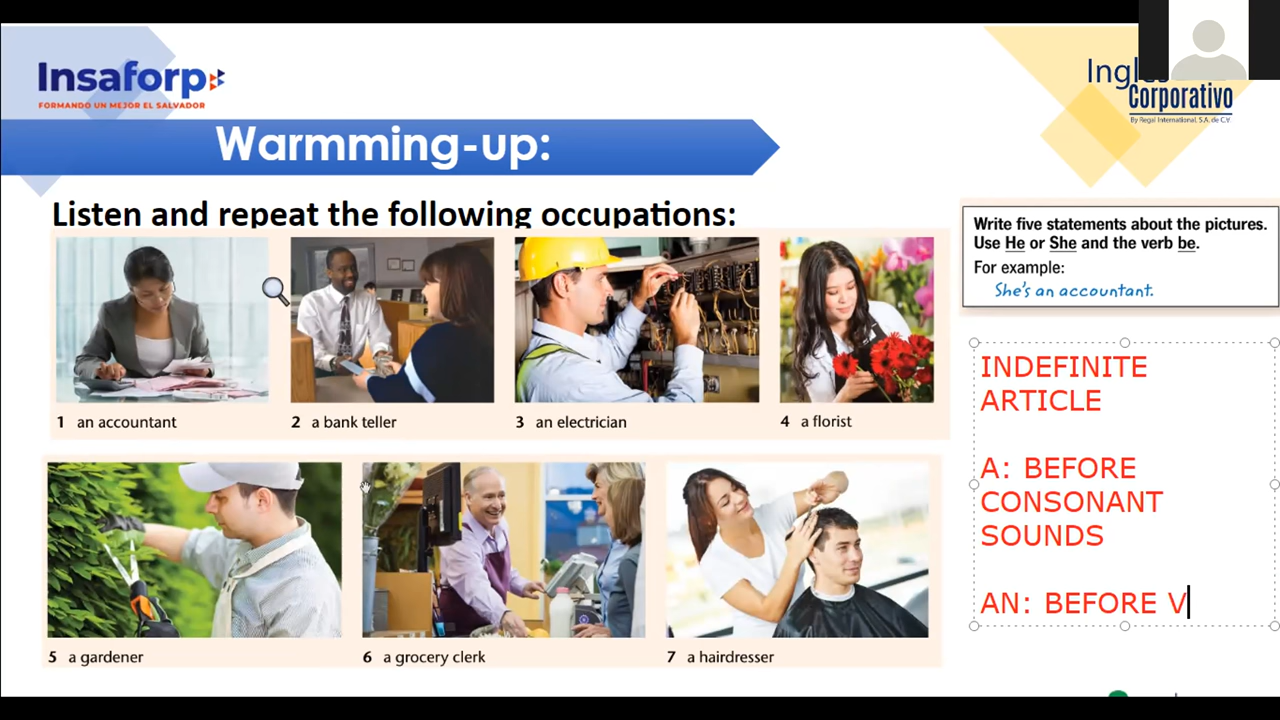 Insaforp
FORMANDO UN MEJOR EL SALVADOR
Corporativo
By Regal International, S.A. de C.V.
Warmming-up:
Listen and repeat the following occupations:
Write five statements about the pictures.
Use He or She and the verb be.
For example:
She's an accountant.
1 an accountant
2 a bank teller
3 an electrician
4 a florist
5 a gardener
6 a grocery clerk
7 a hairdresser
INDEFINITE
ARTICLE
A: BEFORE
CONSONANT
SOUNDS
AN: BEFORE V